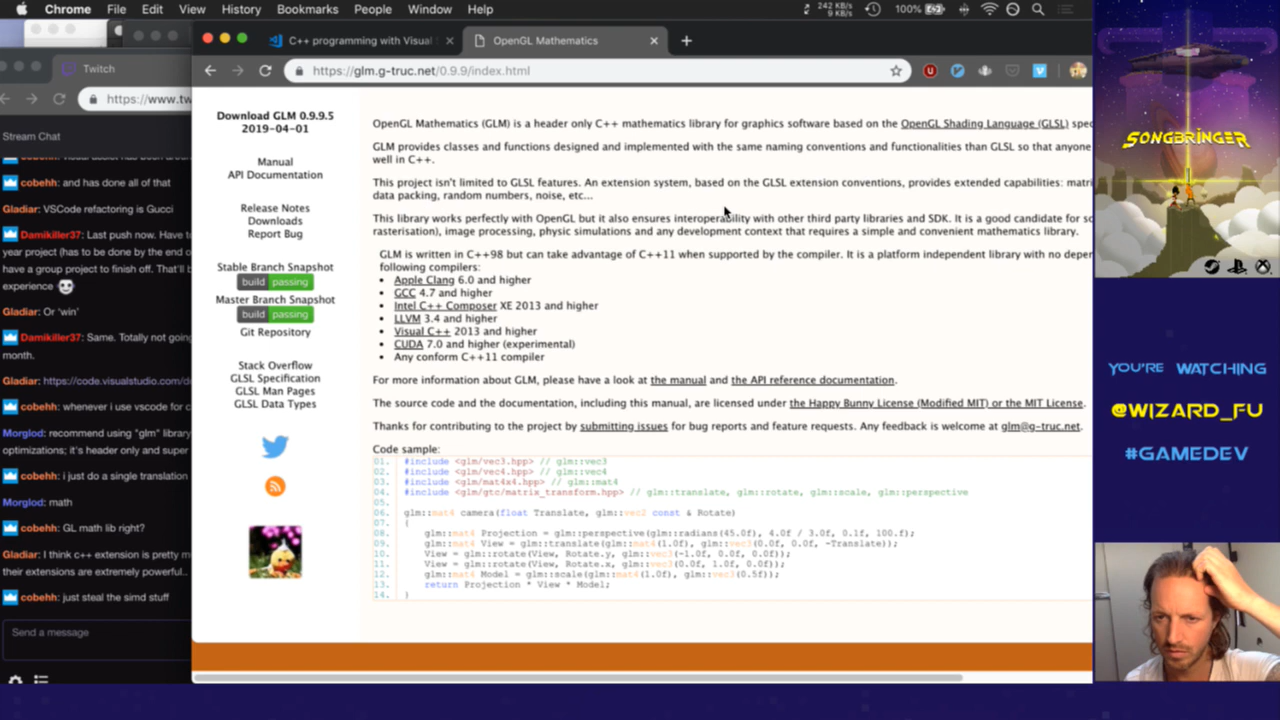 Chrome File Edit View History Bookmarks People Window Help
242 KB/s
9 KB/s
100%
C++ programming with Visual S
OpenGL Mathematics
Twitch
https://glm.g-truc.net/0.9.9/index.html
https://www.tw
Stream Chat
cobehh: and has done all of that
Gladiar: VSCode refactoring is Gucci
Damikiller37: Last push now. Have to
year project (has to be done by the end o
have a group project to finish off. That'll b
experience
Gladiar: Or 'win'
Damikiller37: Same. Totally not going
month.
Gladiar: https://code.visualstudio.com/d
cobehh: whenever i use vscode for c
Morglod: recommend using "glm" library
optimizations; it's header only and super
cobehh: i just do a single translation
Morglod: math
cobehh: GL math lib right?
Gladiar: I think c++ extension is pretty m
their extensions are extremely powerful..
cobehh: just steal the simd stuff
Send a message
Download GLM 0.9.9.5
2019-04-01
Manual
API Documentation
Release Notes
Downloads
Report Bug
Stable Branch Snapshot
build passing
Master Branch Snapshot
build passing
Git Repository
Stack Overflow
GLSL Specification
GLSL Man Pages
GLSL Data Types
OpenGL Mathematics (GLM) is a header only C++ mathematics library for graphics software based on the OpenGL Shading Language (GLSL) spec
GLM provides classes and functions designed and implemented with the same naming conventions and functionalities than GLSL so that anyone
well in C++.
This project isn't limited to GLSL features. An extension system, based on the GLSL extension conventions, provides extended capabilities: matri
data packing, random numbers, noise, etc...
This library works perfectly with OpenGL but it also ensures interoperability with other third party libraries and SDK. It is a good candidate for so
rasterisation), image processing, physic simulations and any development context that requires a simple and convenient mathematics library.
GLM is written in C++98 but can take advantage of C++11 when supported by the compiler. It is a platform independent library with no depen
following compilers:
Apple Clang 6.0 and higher
GCC 4.7 and higher
Intel C++ Composer XE 2013 and higher
LLVM 3.4 and higher
Visual C++ 2013 and higher
CUDA 7.0 and higher (experimental)
Any conform C++11 compiler
For more information about GLM, please have a look at the manual and the API reference documentation.
The source code and the documentation, including this manual, are licensed under the Happy Bunny License (Modified MIT) or the MIT License.
Thanks for contributing to the project by submitting issues for bug reports and feature requests. Any feedback is welcome at glm@g-truc.net.
Code sample:
01. #include <glm/vec3.hpp> // glm::vec3
02. #include <glm/vec4.hpp> // glm::vec4
03. #include <glm/mat4x4.hpp> // glm::mat4
04. #include <glm/gtc/matrix_transform.hpp> // glm::translate, glm::rotate, glm::scale, glm::perspective
05.
06. glm::mat4 camera(float Translate, glm::vec2 const & Rotate)
07. {
08. glm::mat4 Projection = glm::perspective(glm::radians(45.0f), 4.0f / 3.0f, 0.1f, 100.f);
09. glm::mat4 View = glm::translate(glm::mat4(1.0f), glm::vec3(0.0f, 0.0f, -Translate));
10. View = glm::rotate(View, Rotate.y, glm::vec3(-1.0f, 0.0f, 0.0f));
11. View = glm::rotate(View, Rotate.x, glm::vec3(0.0f, 1.0f, 0.0f));
12. glm::mat4 Model = glm::scale(glm::mat4(1.0f), glm::vec3(0.5f));
13. return Projection * View * Model;
14. }
SONGBRINGER
YOU'RE WATCHING
@WIZARD_FU
#GAMEDEV